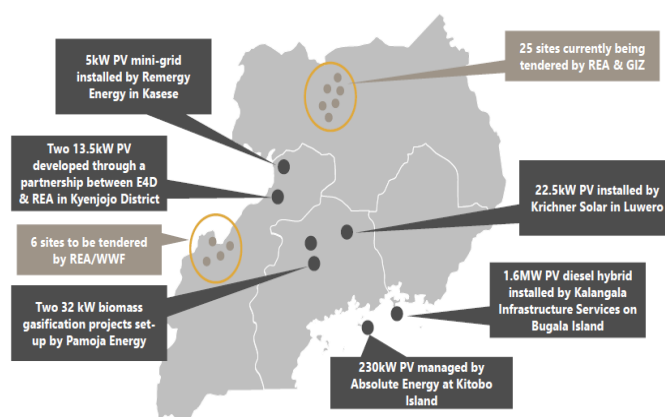 5kW PV mini-grid
installed by Remergy
Energy in Kasese
25 sites currently being
tendered by REA & GIZ
Two 13.5kW PV
developed through a
partnership between E4D
& REA in Kyenjojo District
22.5kW PV installed by
Krichner Solar in Luwero
6 sites to be tendered
by REA/WWF
1.6MW PV diesel hybrid
installed by Kalangala
Infrastructure Services on
Bugala Island
Two 32 kW biomass
gasification projects set-
up by Pamoja Energy
230kW PV managed by
Absolute Energy at Kitobo
Island